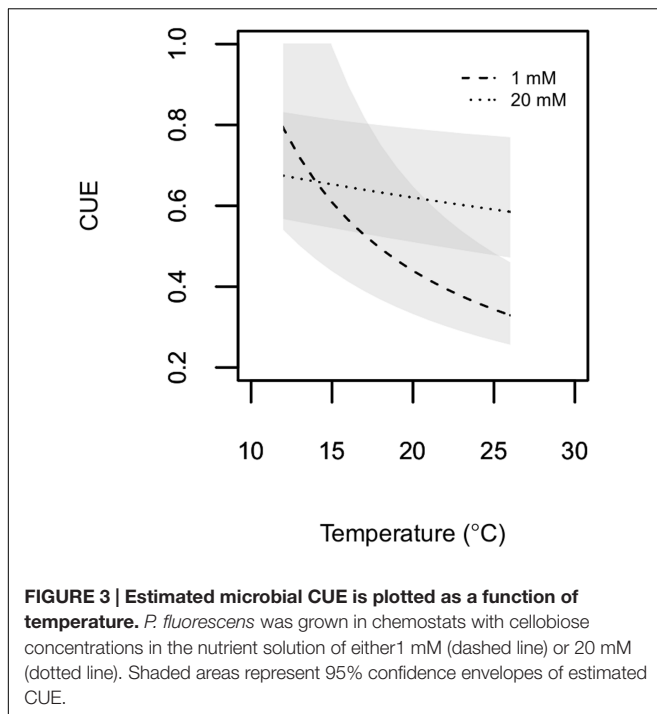 1.0
0.8
0.6
0.4
0.2
CUE
1 mM
20 mM
10 15 20 25 30
Temperature (°C)
FIGURE 3 | Estimated microbial CUE is plotted as a function of
temperature. P. fluorescens was grown in chemostats with cellobiose
concentrations in the nutrient solution of either1 mM (dashed line) or 20 mM
(dotted line). Shaded areas represent 95% confidence envelopes of estimated
CUE.